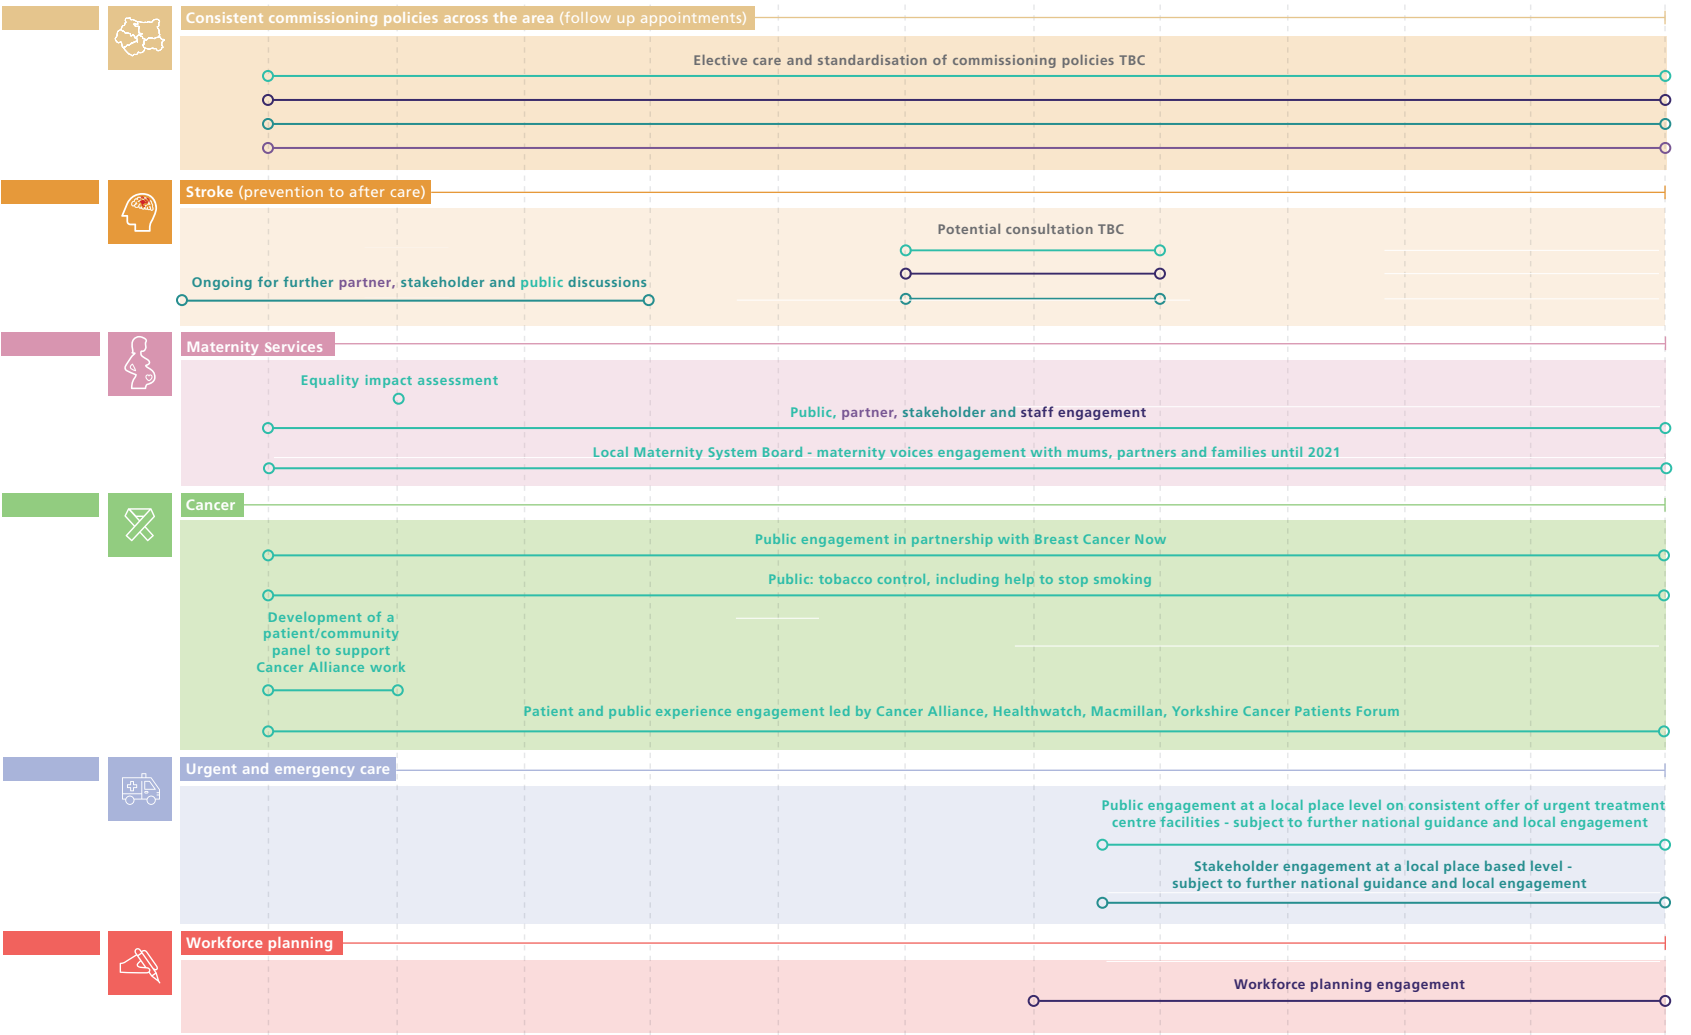 Consistent commissioning policies across the area (follow up appointments)
Elective care and standardisation of commissioning policies TBC
Stroke (prevention to after care)
Potential consultation TBC
Ongoing for further partner, stakeholder and public discussions
Maternity Services
Equality impact assessment
Public, partner, stakeholder and staff engagement
Local Maternity System Board - maternity voices engagement with mums, partners and families until 2021
Cancer
Public engagement in partnership with Breast Cancer Now
Public: tobacco control, including help to stop smoking
Development of a
patient/community
panel to support
Cancer Alliance work
Patient and public experience engagement led by Cancer Alliance, Healthwatch, Macmillan, Yorkshire Cancer Patients Forum
Urgent and emergency care
Public engagement at a local place level on consistent offer of urgent treatment
centre facilities - subject to further national guidance and local engagement
Stakeholder engagement at a local place based level -
subject to further national guidance and local engagement
Workforce planning
Workforce planning engagement